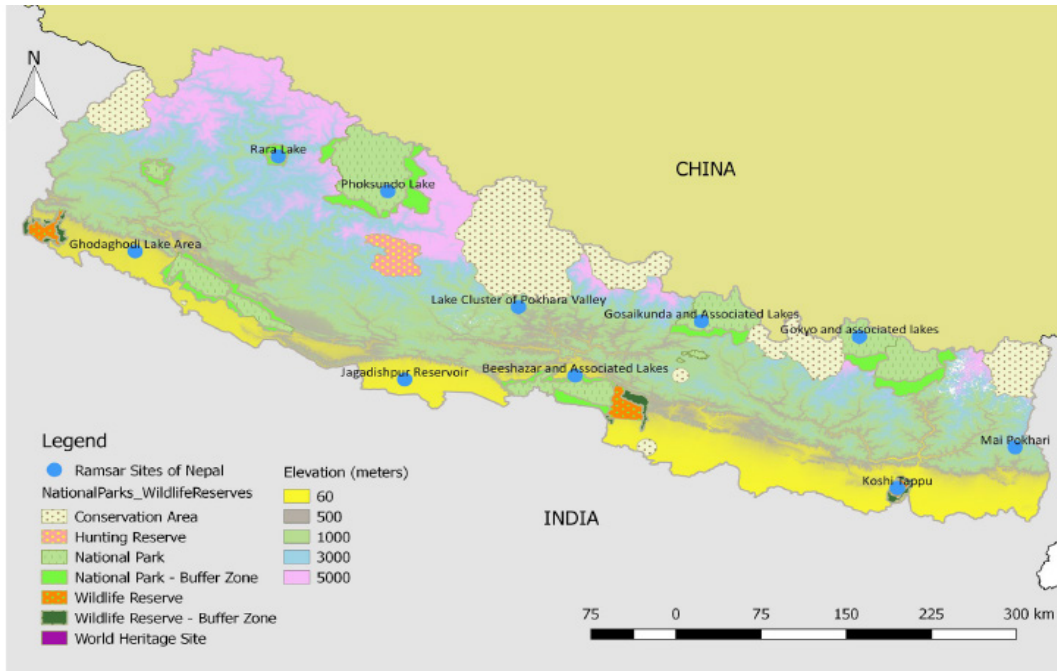 N
CHINA
Rara Lake
Phoksundo Lake
Ghodaghodi Lake Area
Lake Cluster of Pokhara Valley
Gosaikunda and Associated Lakes
Gokyo and associated lakes
Jagadishpur Reservoir
Beeshazar and Associated Lakes
Mai Pokhari
Koshi Tappu
INDIA
Legend
Ramsar Sites of Nepal
NationalParks_WildlifeReserves
Conservation Area
Hunting Reserve
National Park
National Park - Buffer Zone
Wildlife Reserve
Wildlife Reserve - Buffer Zone
World Heritage Site
Elevation (meters)
60
500
1000
3000
5000
75 0 75 150 225 300 km